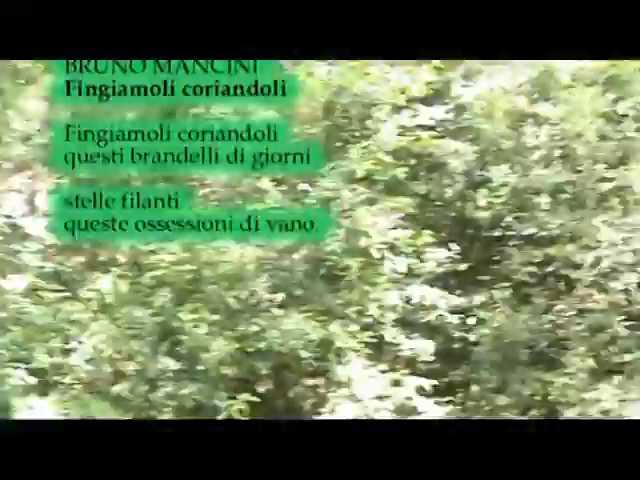 BRUNO MANCINI
Fingiamoli coriandoli
Fingiamoli coriandoli
questi brandelli di giorni
stelle filanti
queste ossessioni di vano.